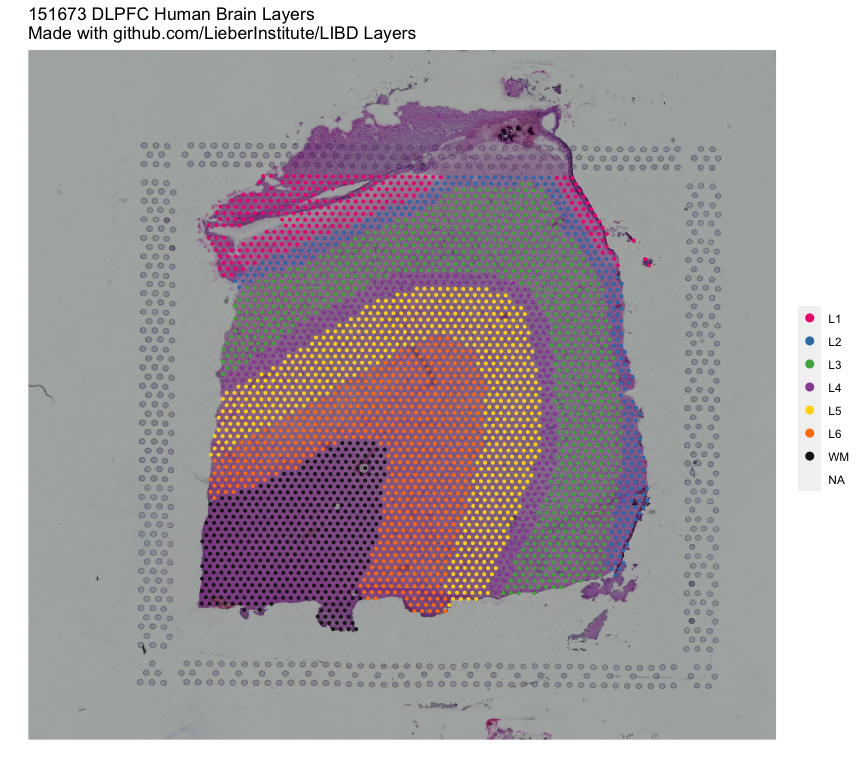 151673 DLPFC Human Brain Layers
Made with github.com/LieberInstitute/LIBD Layers
L1
L2
L3
L4
L5
L6
WM
NA